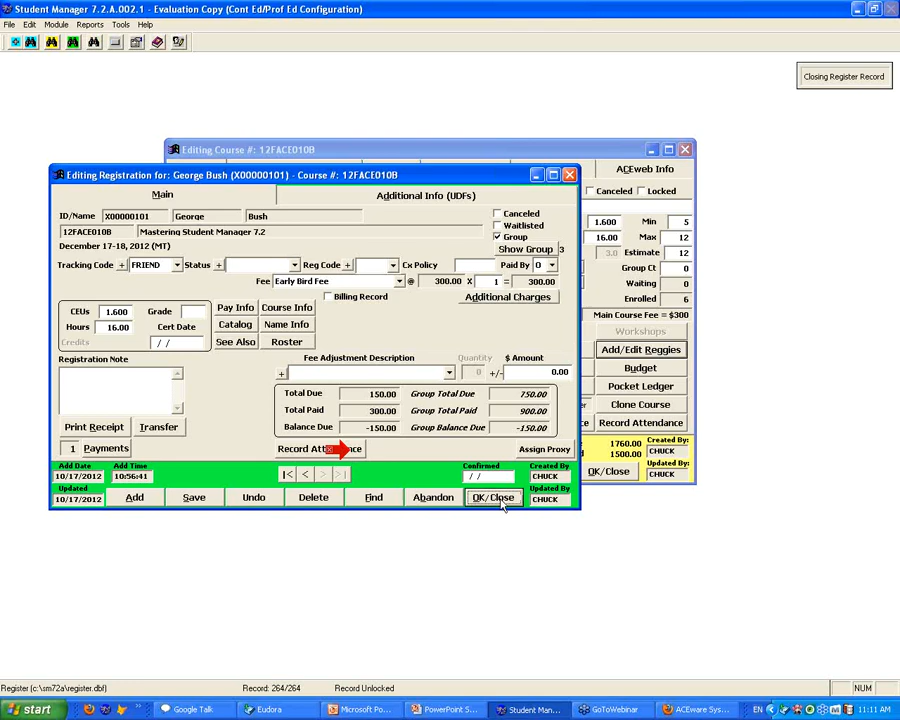 Student Manager 7.2.A.002.1 - Evaluation Copy (Cont Ed/Prof Ed Configuration)
File Edit Module Reports Tools Help
Closing Register Record
Editing Course #: 12FACE010B
ACEweb Info
Canceled Locked
1.600 Min 5
16.00 Max 12
3.0 Estimate 12
Group Ct 0
Waiting 0
Enrolled 6
Main Course Fee = $300
Workshops
Add/Edit Reggies
Budget
Pocket Ledger
Clone Course
Record Attendance
1760.00 Created By:
1500.00 CHUCK
OK/Close Updated By:
CHUCK
Editing Registration for: George Bush (X00000101) - Course #: 12FACE010B
Main Additional Info (UDFs)
ID/Name X00000101 George Bush
Canceled
Waitlisted
Group
12FACE010B Mastering Student Manager 7.2
December 17-18, 2012 (MT)
Show Group 3
Tracking Code + FRIEND Status + Reg Code + Cx Policy Paid By O
Fee Early Bird Fee @ 300.00 X 1 = 300.00
Billing Record Additional Charges
CEUs 1.600 Grade
Hours 16.00 Cert Date
Credits / /
Pay Info Course Info
Catalog Name Info
See Also Roster
Registration Note
Fee Adjustment Description Quantity $ Amount
+ 0 +/- 0.00
Total Due 150.00 Group Total Due 750.00
Total Paid 300.00 Group Total Paid 900.00
Balance Due -150.00 Group Balance Due -150.00
Print Receipt Transfer
1 Payments Record Atte nce Assign Proxy
Add Date Add Time Confirmed Created By
10/17/2012 10:56:41 / / CHUCK
Updated Updated By
10/17/2012 Add Save Undo Delete Find Abandon OK/Close CHUCK
Register (c:\sm72a\register.dbf) Record: 264/264 Record Unlocked NUM
start Google Talk Eudora Microsoft Po... PowerPoint S... Student Man... GoToWebinar ACEware Sys... EN 11:11 AM